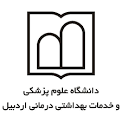 دانشگاه علوم پزشکی
و خدمات بهداشتی درمانی اردبیل